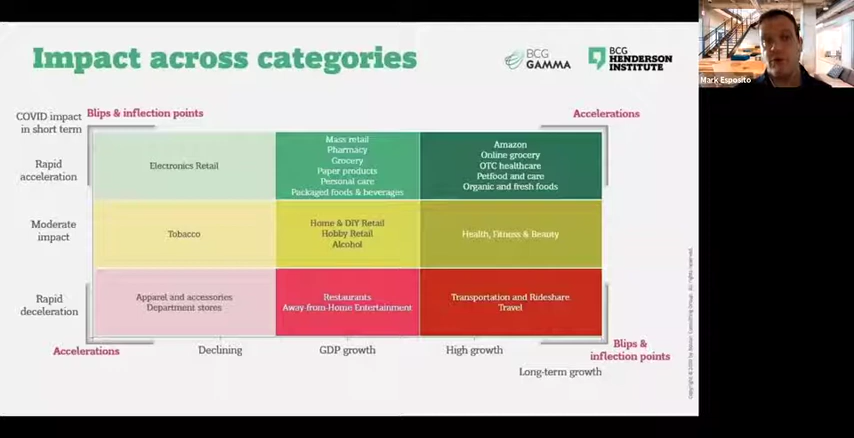 Impact across categories
BCG
GAMMA
BCG
HENDERSON
INSTITUTE
Mark Esposito
COVID impact
in short term
Blips & inflection points
Accelerations
Rapid
acceleration
Electronics Retail
Mass retail
Pharmacy
Grocery
Paper products
Personal care
Packaged foods & beverages
Amazon
Online grocery
OTC healthcare
Petfood and care
Organic and fresh foods
Moderate
impact
Tobacco
Home & DIY Retail
Hobby Retail
Alcohol
Health, Fitness & Beauty
Rapid
deceleration
Apparel and accessories
Department stores
Restaurants
Away-from-Home Entertainment
Transportation and Rideshare
Travel
Accelerations
Declining
GDP growth
High growth
Blips &
inflection points
Long-term growth